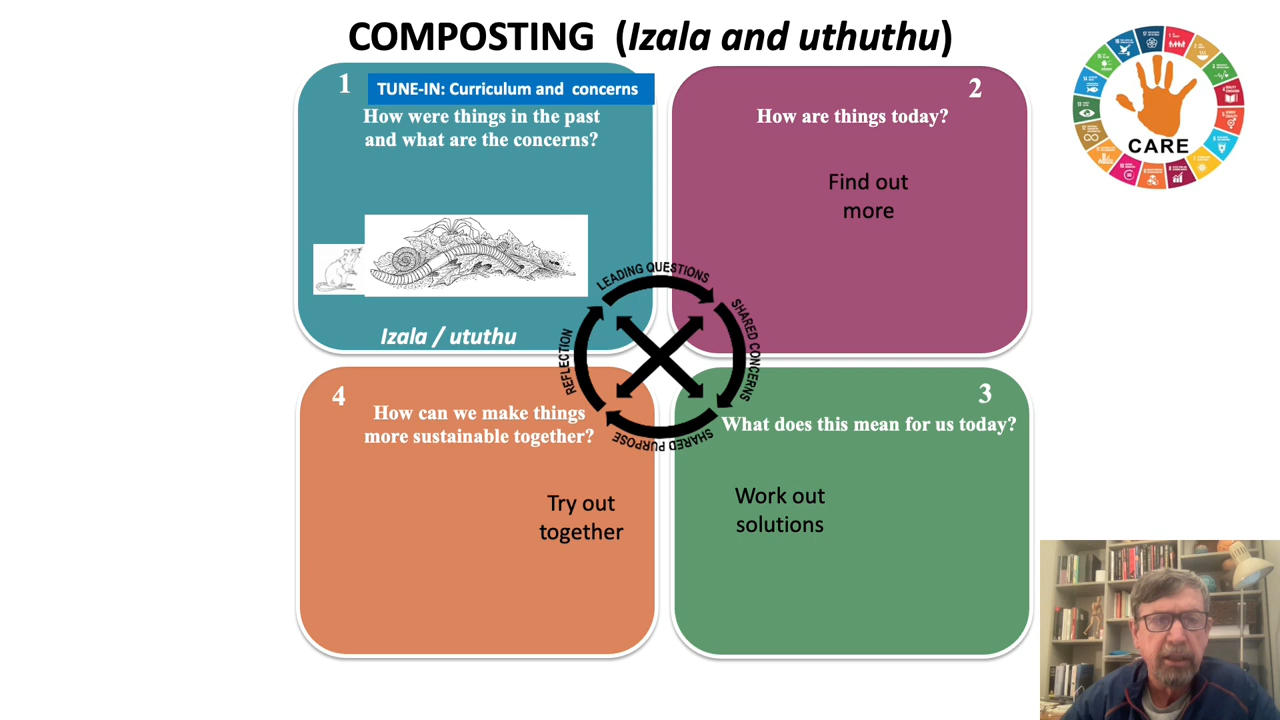 COMPOSTING (Izala and uthuthu)
1
TUNE-IN: Curriculum and concerns
How were things in the past
and what are the concerns?
Izala / ututhu
2
How are things today?
Find out
more
LEADING QUESTIONS
SHARED CONCERNS
SHARED PURPOSE
REFLECTION
4
How can we make things
more sustainable together?
Try out
together
3
What does this mean for us today?
Work out
solutions
CARE